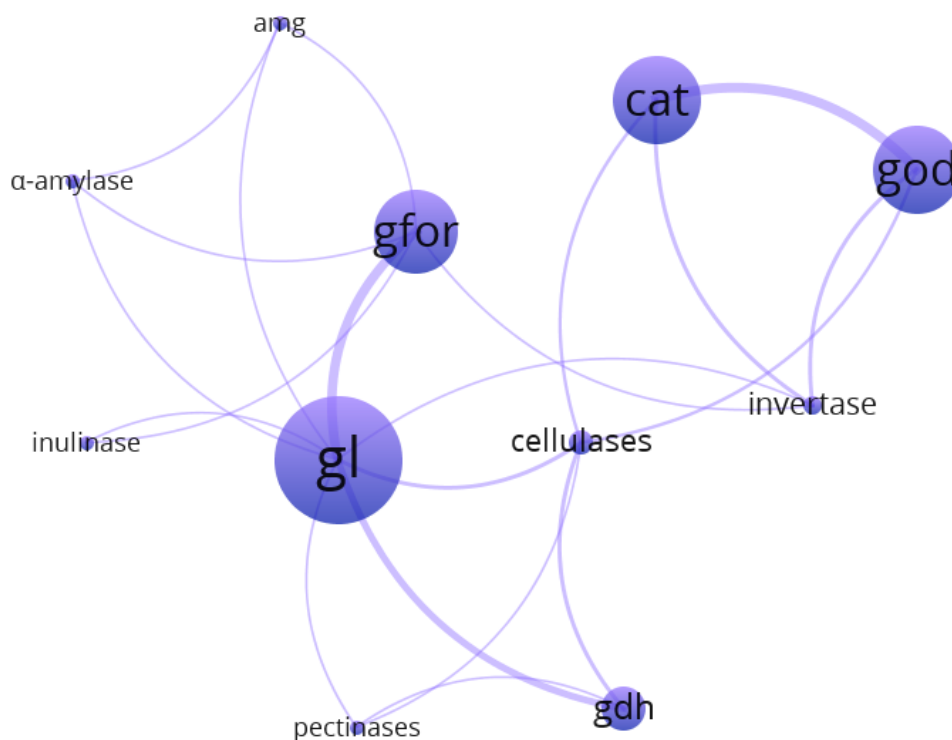 amg
cat
god
α-amylase
gfor
invertase
inulinase
cellulases
gl
gdh
pectinases